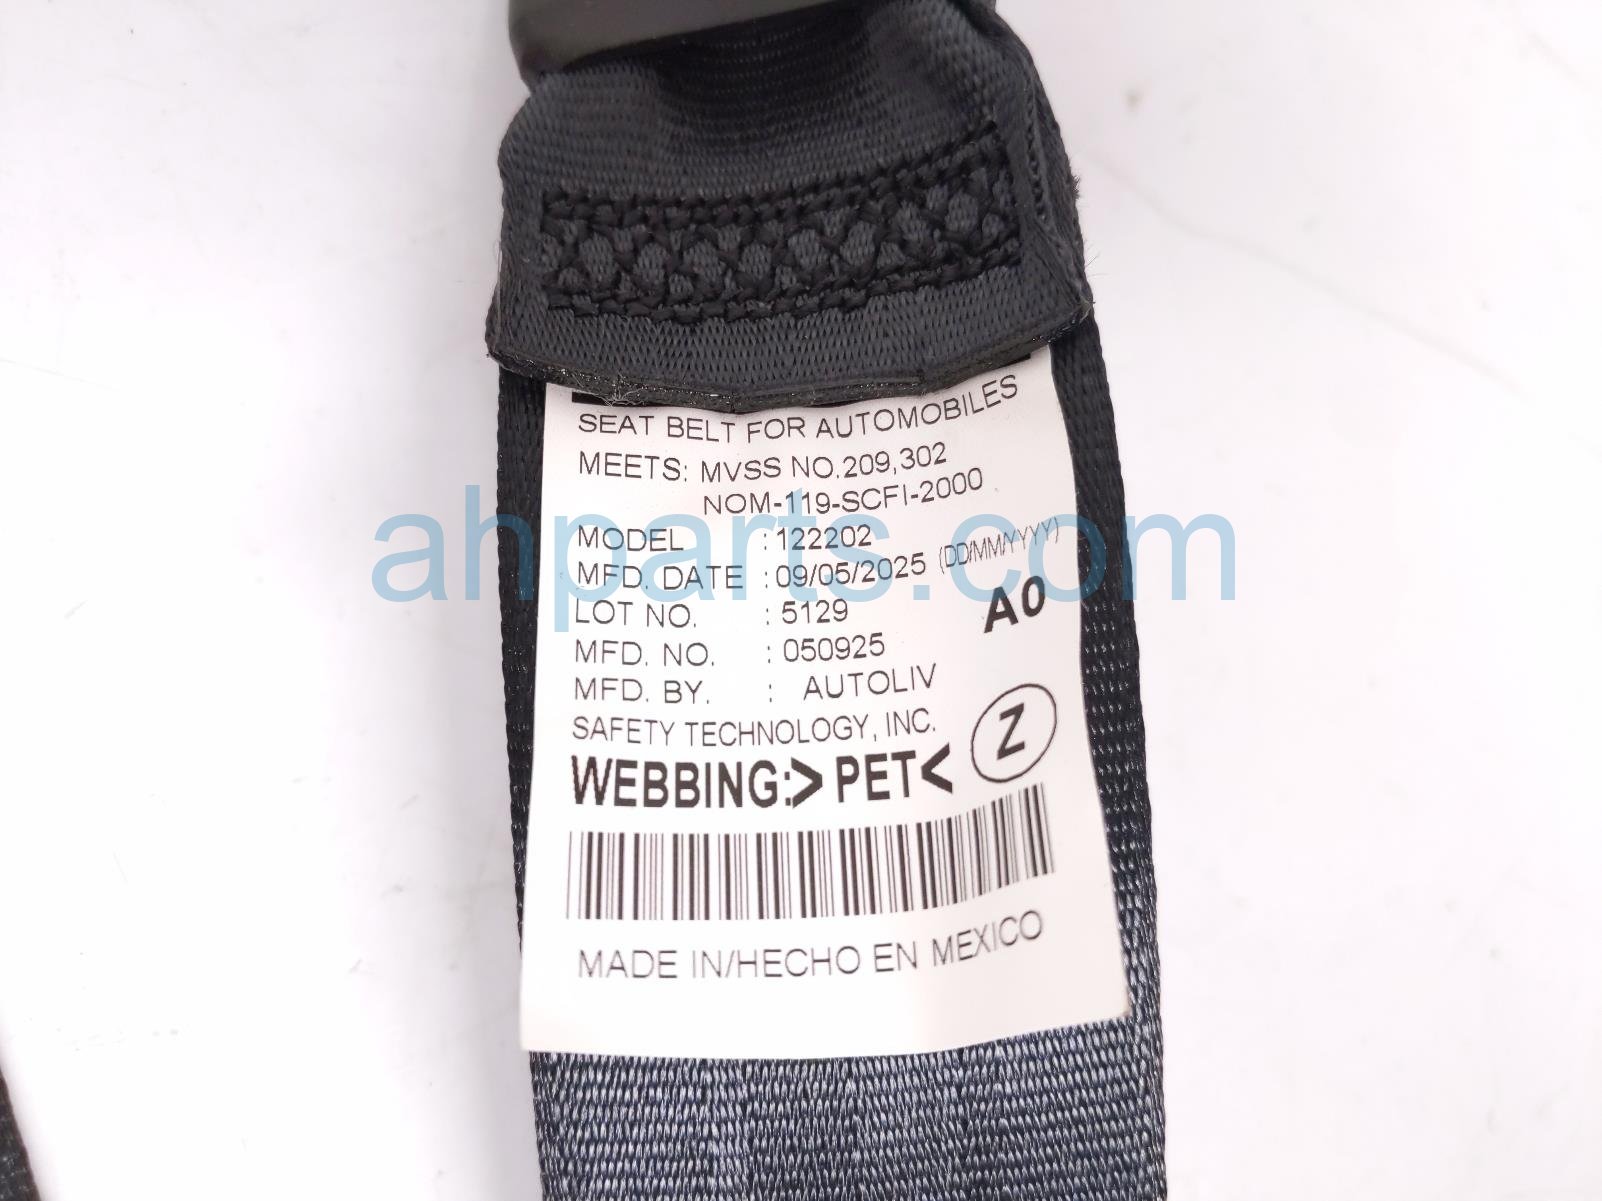 SEAT BELT FOR AUTOMOBILES
MEETS: MVSS NO.209,302
NOM-119-SCFI-2000
MODEL : 122202
MFD. DATE : 09/05/2025 (DD/MM/YYYY)
LOT NO. : 5129 A0
MFD. NO. : 050925
MFD. BY. : AUTOLIV
SAFETY TECHNOLOGY, INC. Z
WEBBING:>PET<
MADE IN/HECHO EN MEXICO
ahparts.com